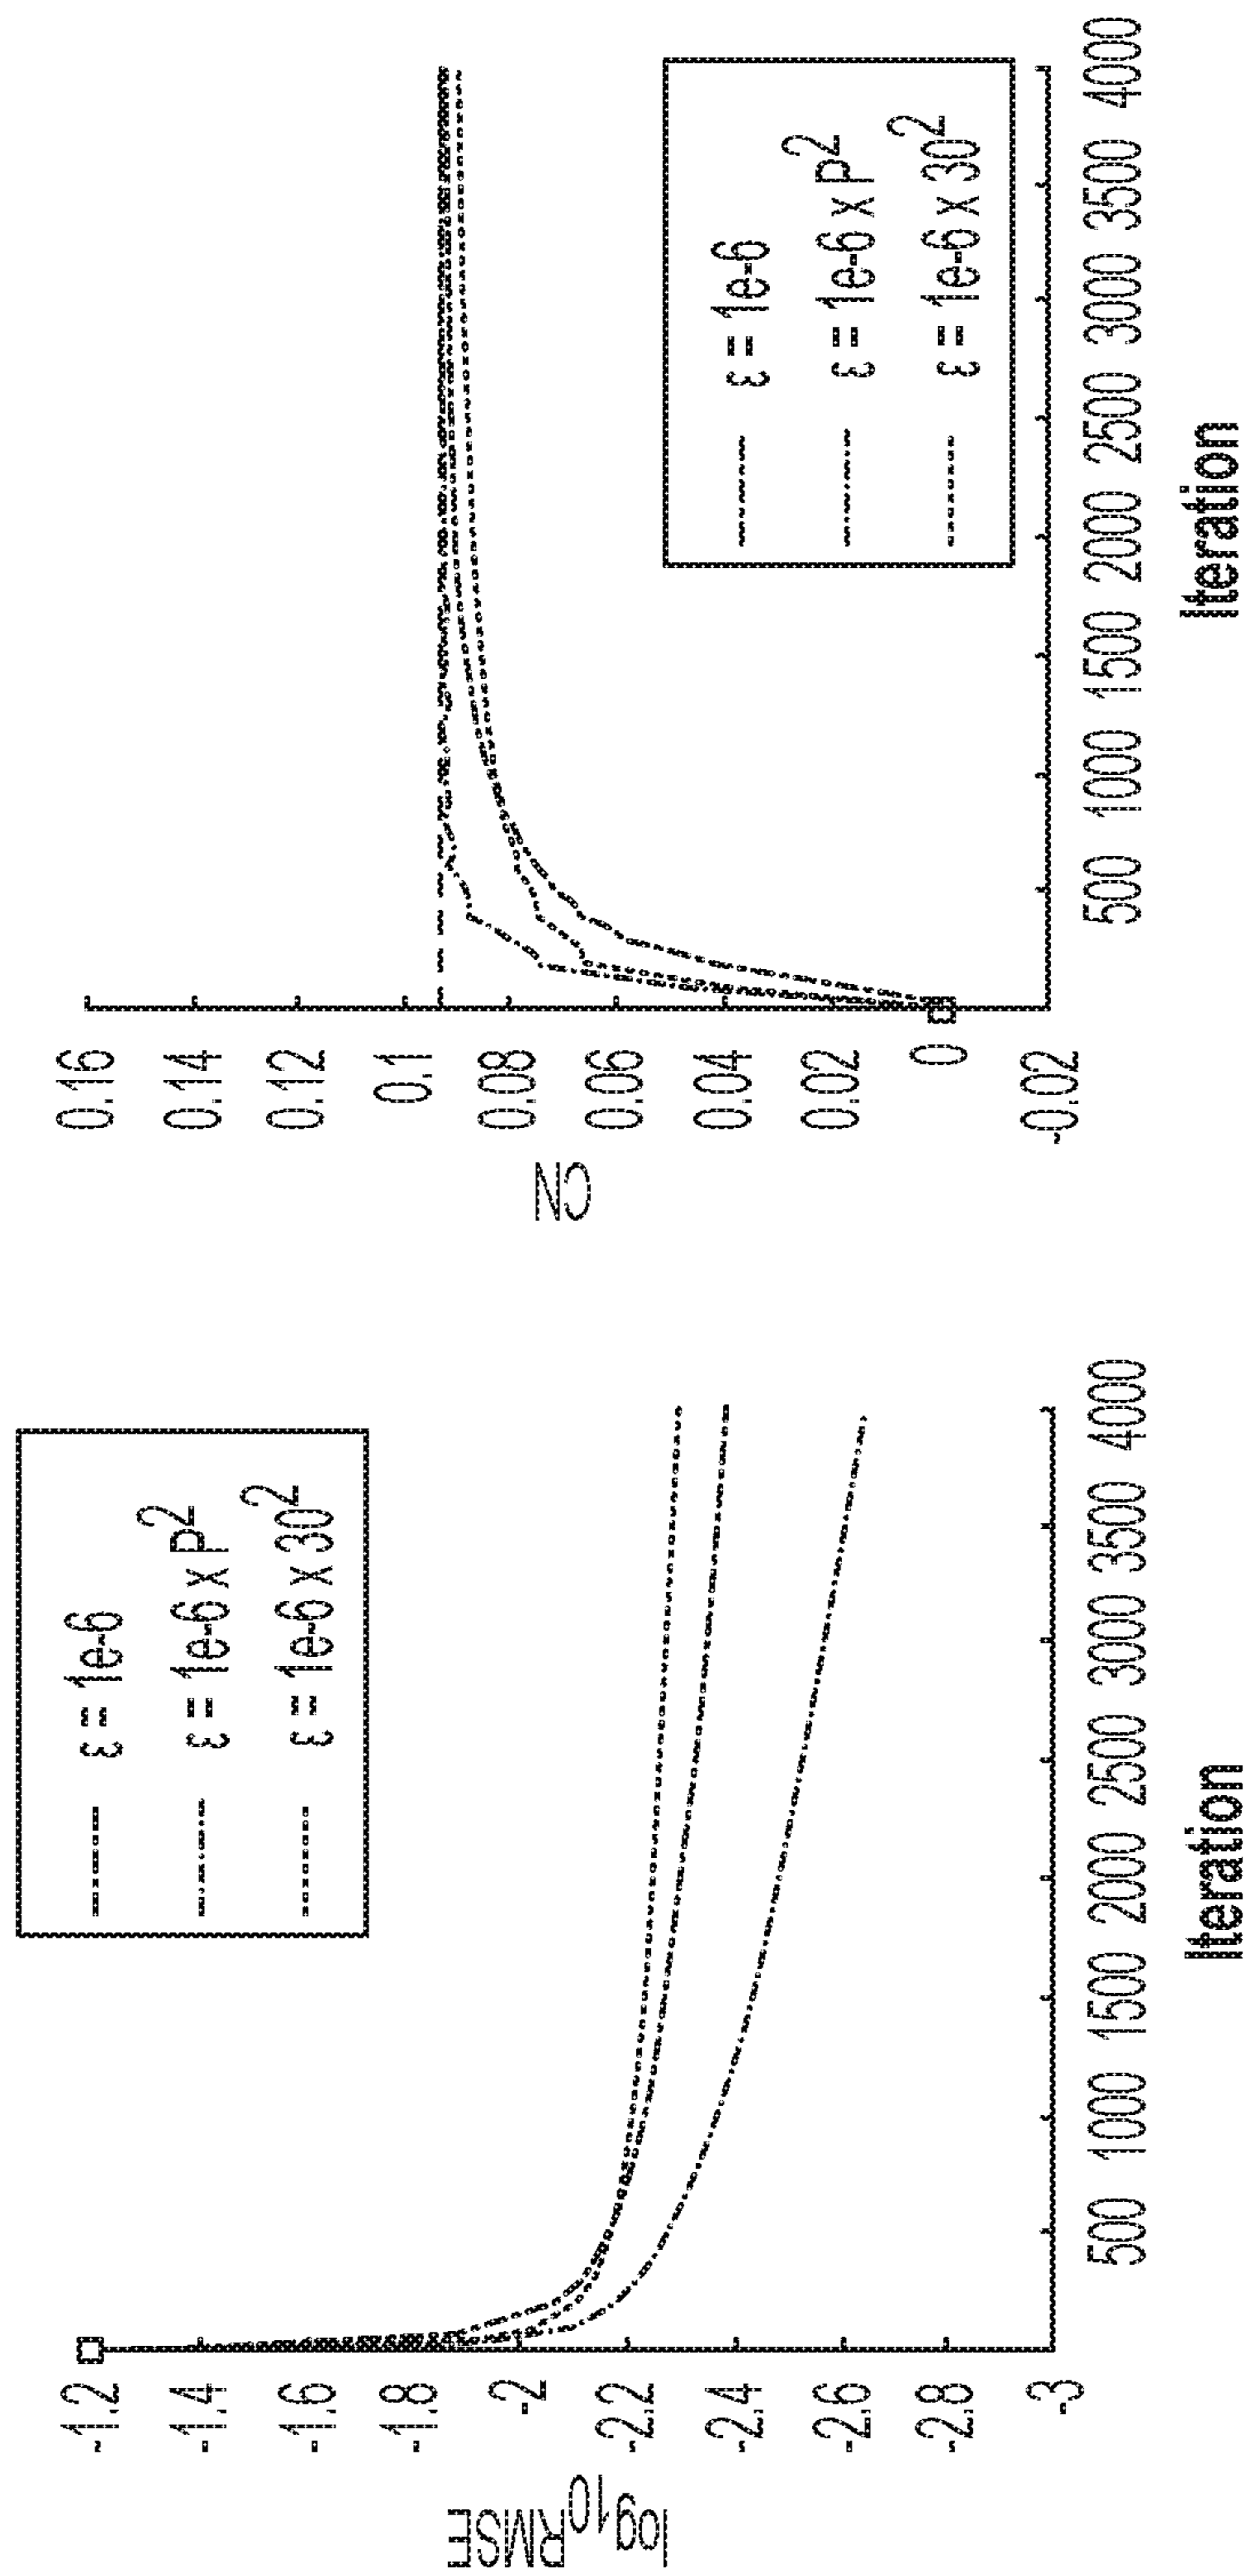 log10RMSE
-1.2
-1.4
-1.6
-1.8
-2
-2.2
-2.4
-2.6
-2.8
-3
500 1000 1500 2000 2500 3000 3500 4000
Iteration
ε = 1e-6
ε = 1e-6 x P²
ε = 1e-6 x 30²
CN
0.16
0.14
0.12
0.1
0.08
0.06
0.04
0.02
0
-0.02
500 1000 1500 2000 2500 3000 3500 4000
Iteration
ε = 1e-6
ε = 1e-6 x P²
ε = 1e-6 x 30²